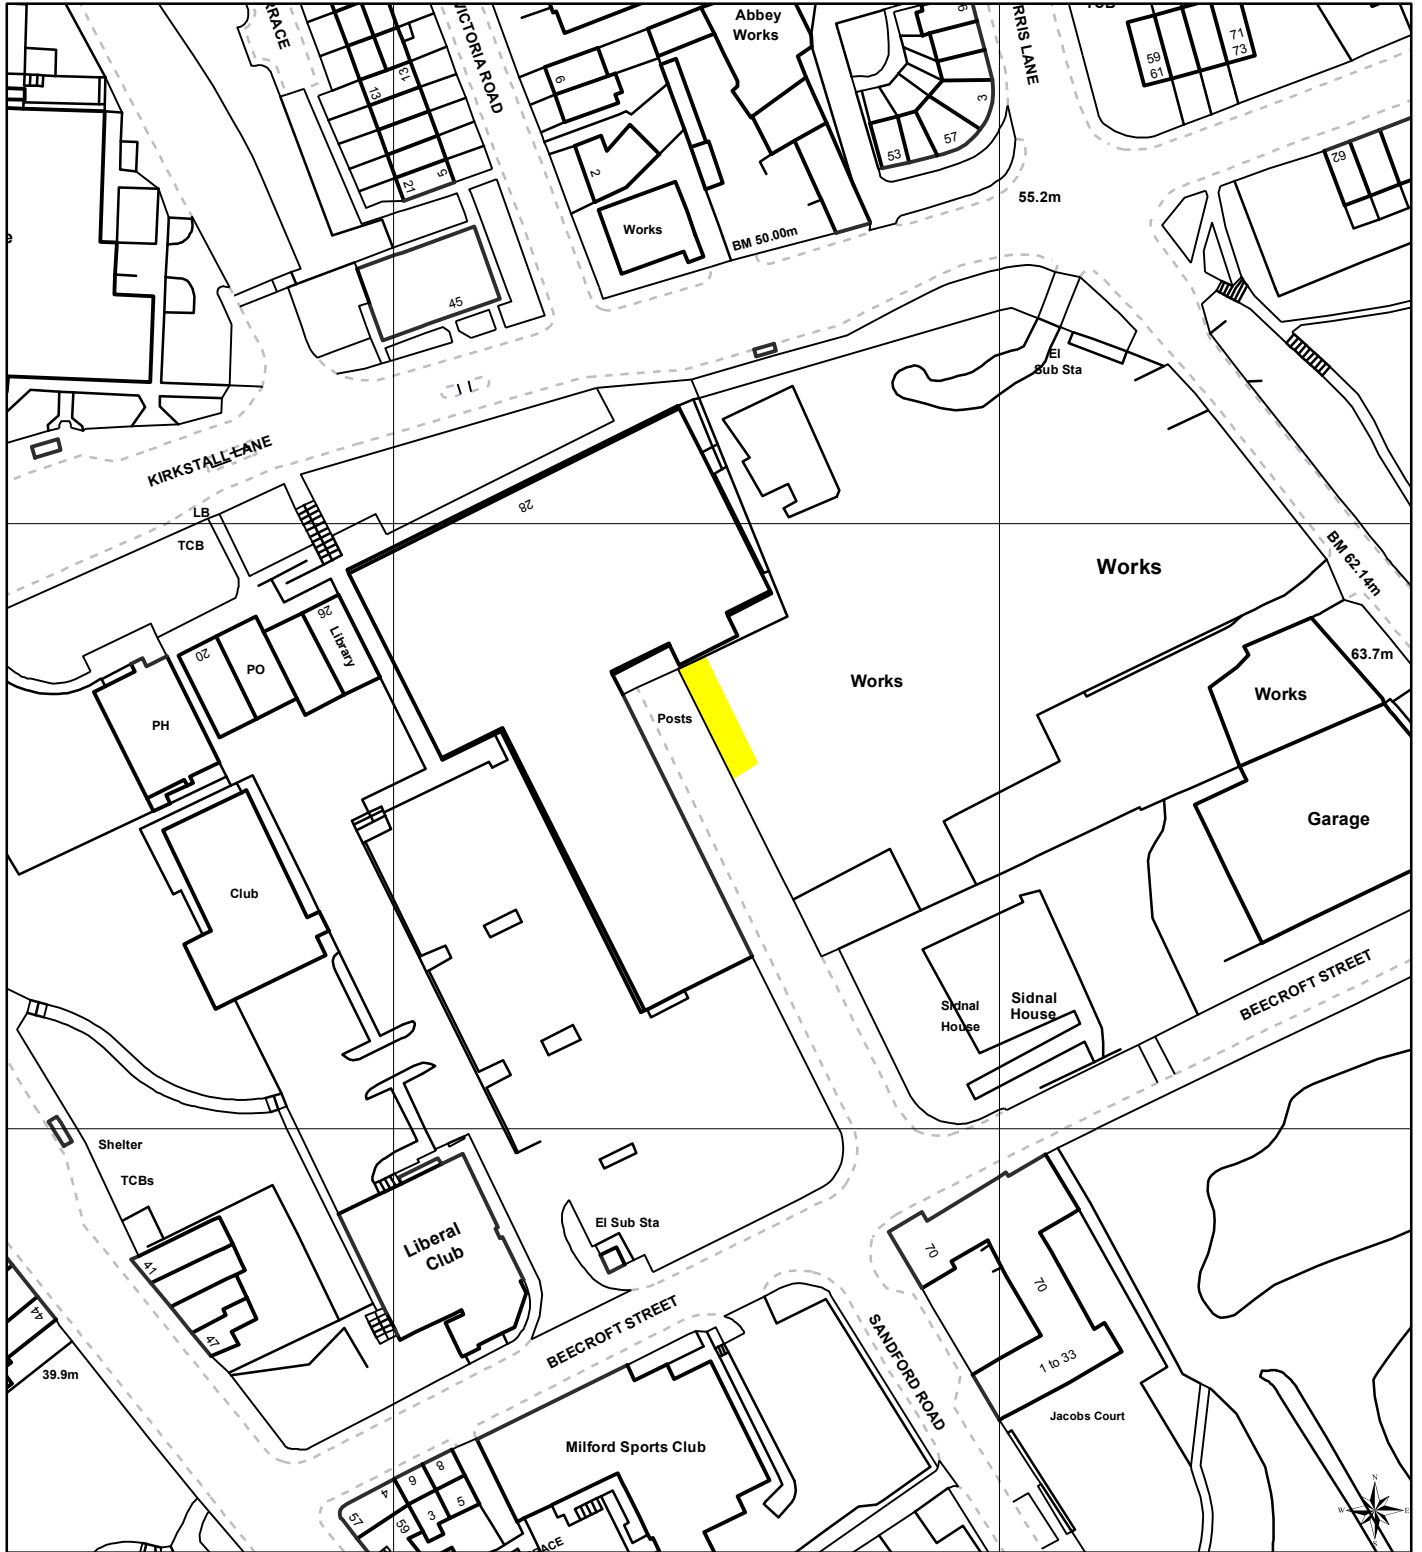 VICTORIA ROAD
Abbey
Works
RRIS LANE
59
61
71
73
13
13
6
9
3
57
53
62
21
5
2
Works
BM 50.00m
55.2m
45
El
Sub Sta
KIRKSTALL LANE
28
LB
TCB
Works
BM 62.14m
26
Library
20
PO
PH
Posts
Works
Works
63.7m
Garage
Club
Sidnal
House
Sidnal
House
BEECROFT STREET
Shelter
TCBs
El Sub Sta
Liberal
Club
41
47
44
39.9m
70
70
1 to 33
Jacobs Court
SANDFORD ROAD
BEECROFT STREET
Milford Sports Club
8
6
4
5
3
57
59
N
W
E
S